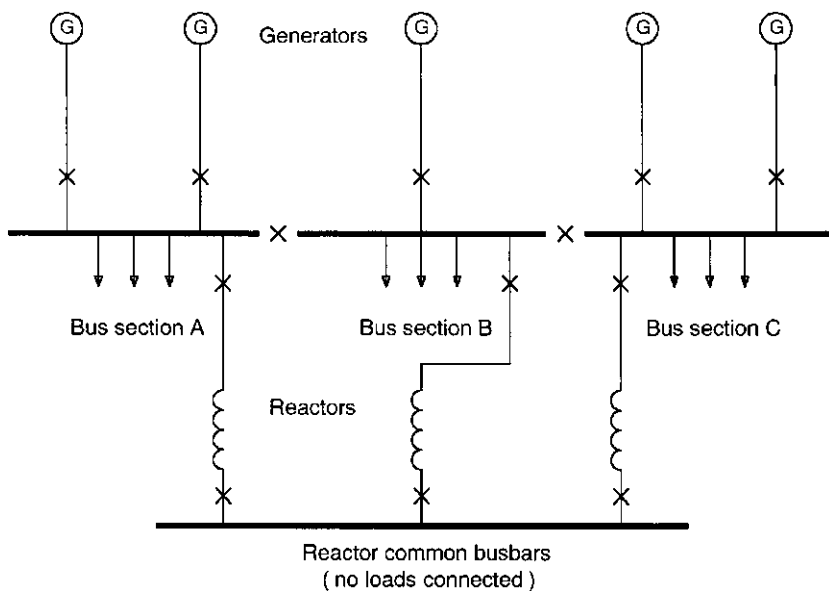 G
G
Generators
G
G
G
Bus section A
Bus section B
Bus section C
Reactors
Reactor common busbars
( no loads connected )